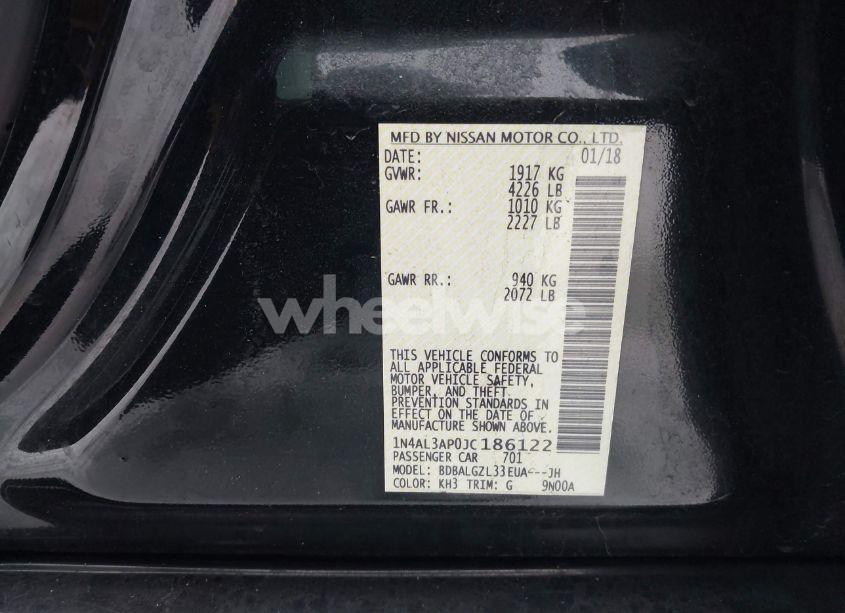 MFD BY NISSAN MOTOR CO., LTD.
DATE: 01/18
GVWR: 1917 KG
4226 LB
GAWR FR.: 1010 KG
2227 LB
GAWR RR.: 940 KG
2072 LB
wheelwise
THIS VEHICLE CONFORMS TO
ALL APPLICABLE FEDERAL
MOTOR VEHICLE SAFETY,
BUMPER, AND THEFT
PREVENTION STANDARDS IN
EFFECT ON THE DATE OF
MANUFACTURE SHOWN ABOVE.
1N4AL3AP0JC186122
PASSENGER CAR 701
MODEL: BDBALGZL33EUA---JH
COLOR: KH3 TRIM: G 9N00A